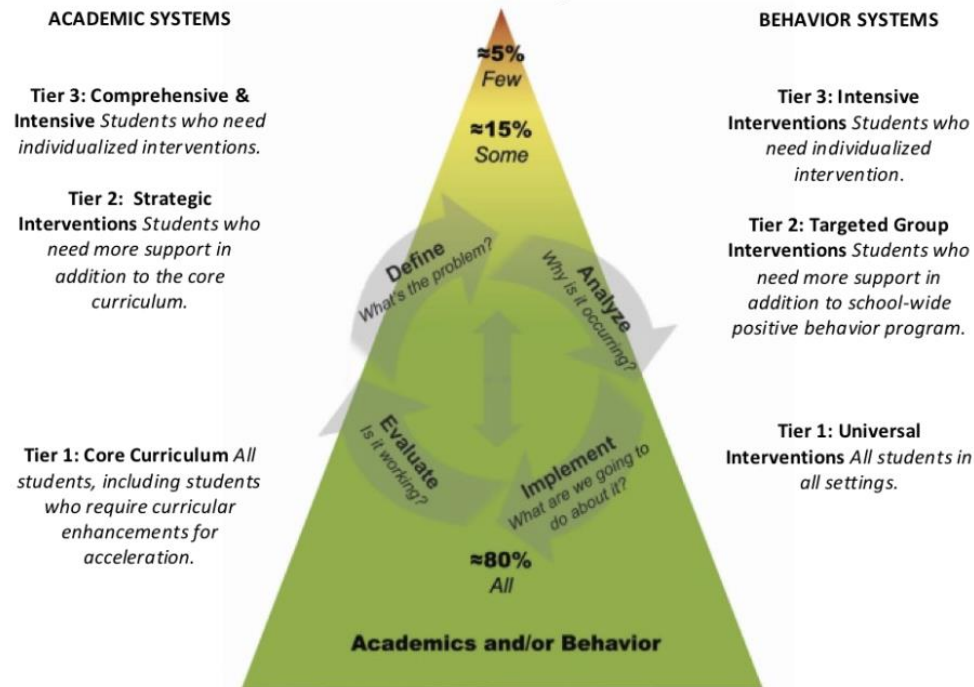 ACADEMIC SYSTEMS
Tier 3: Comprehensive &
Intensive Students who need
individualized interventions.
Tier 2:  Strategic
Interventions Students who
need more support in
addition to the core
curriculum.
Tier 1: Core Curriculum All
students, including students
who require curricular
enhancements for
acceleration.
≈5%
Few
≈15%
Some
Define
What's the problem?
Analyze
Why is it occurring?
Implement
What are we going to
do about it?
Evaluate
Is it working?
≈80%
All
Academics and/or Behavior
BEHAVIOR SYSTEMS
Tier 3: Intensive
Interventions Students who
need individualized
intervention.
Tier 2: Targeted Group
Interventions Students who
need more support in
addition to school-wide
positive behavior program.
Tier 1: Universal
Interventions All students in
all settings.